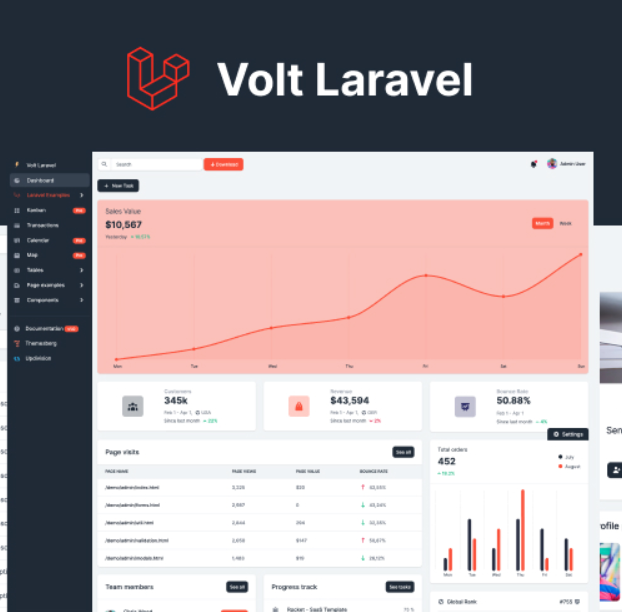 Volt Laravel
Volt Laravel
Dashboard
Laravel Examples
Kanban Pro
Transactions
Calendar Pro
Map Pro
Tables
Page examples
Components
Documentation
Themesberg
Updivision
Search
Download
Admin User
+ New Task
Sales Value
$10,567
Yesterday
Month Week
Mon Tue Wed Thu Fri Sat Sun
Customers
345k
Feb 1 - Apr 1, USA
Since last month 22%
Revenue
$43,594
Feb 1 - Apr 1, GER
Since last month 2%
Bounce Rate
50.88%
Feb 1 - Apr 1
Since last month 4%
Settings
Page visits See all
PAGE NAME PAGE VIEWS PAGE VALUE BOUNCE RATE
/demo/admin/index.html 3,225 $20 42,55%
/demo/admin/forms.html 2,987 0 43,24%
/demo/admin/util.html 2,844 294 32,35%
/demo/admin/validation.html 2,050 $147 50,87%
/demo/admin/modals.html 1,483 $19 26,12%
Total orders
452
July
August
Mon Tue Wed Thu Fri Sat
Team members See all
Progress track See tasks
Rocket - SaaS Template 75 %
Global Rank #755